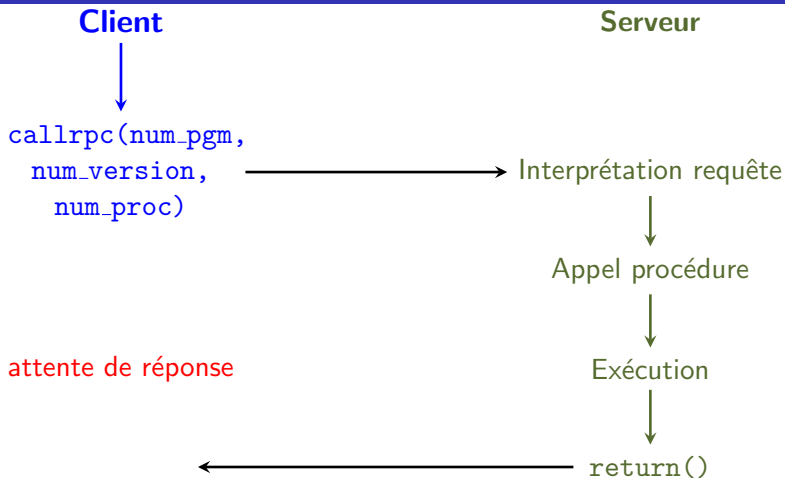 Client
Serveur
callrpc(num_pgm,
num_version,
num_proc)
Interprétation requête
Appel procédure
attente de réponse
Exécution
return()